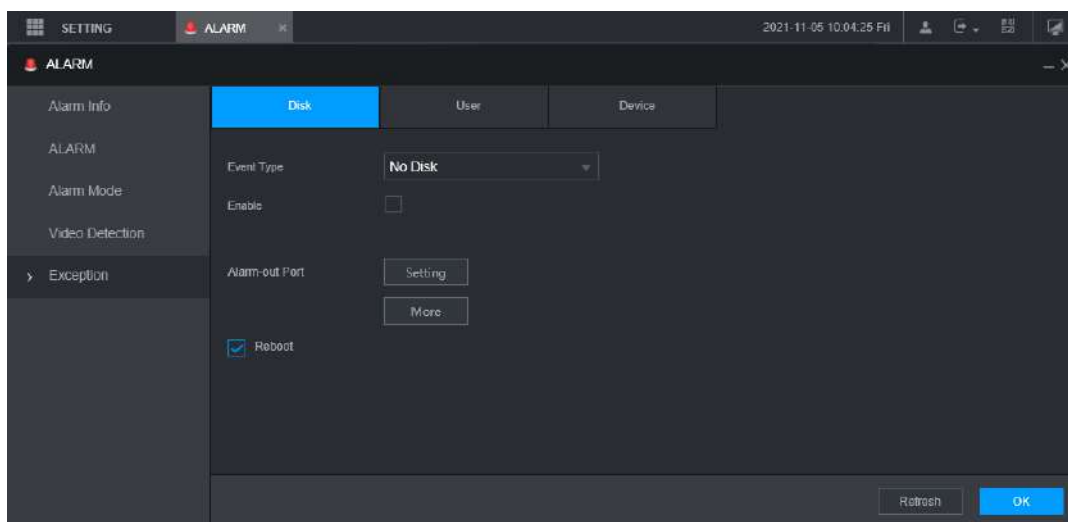 SETTING ALARM 2021-11-05 10:04:25 Fri
ALARM
Alarm Info
Disk User Device
ALARM
Event Type No Disk
Alarm Mode
Enable
Video Detection
Exception
Alarm-out Port Setting
More
Reboot
Refresh OK